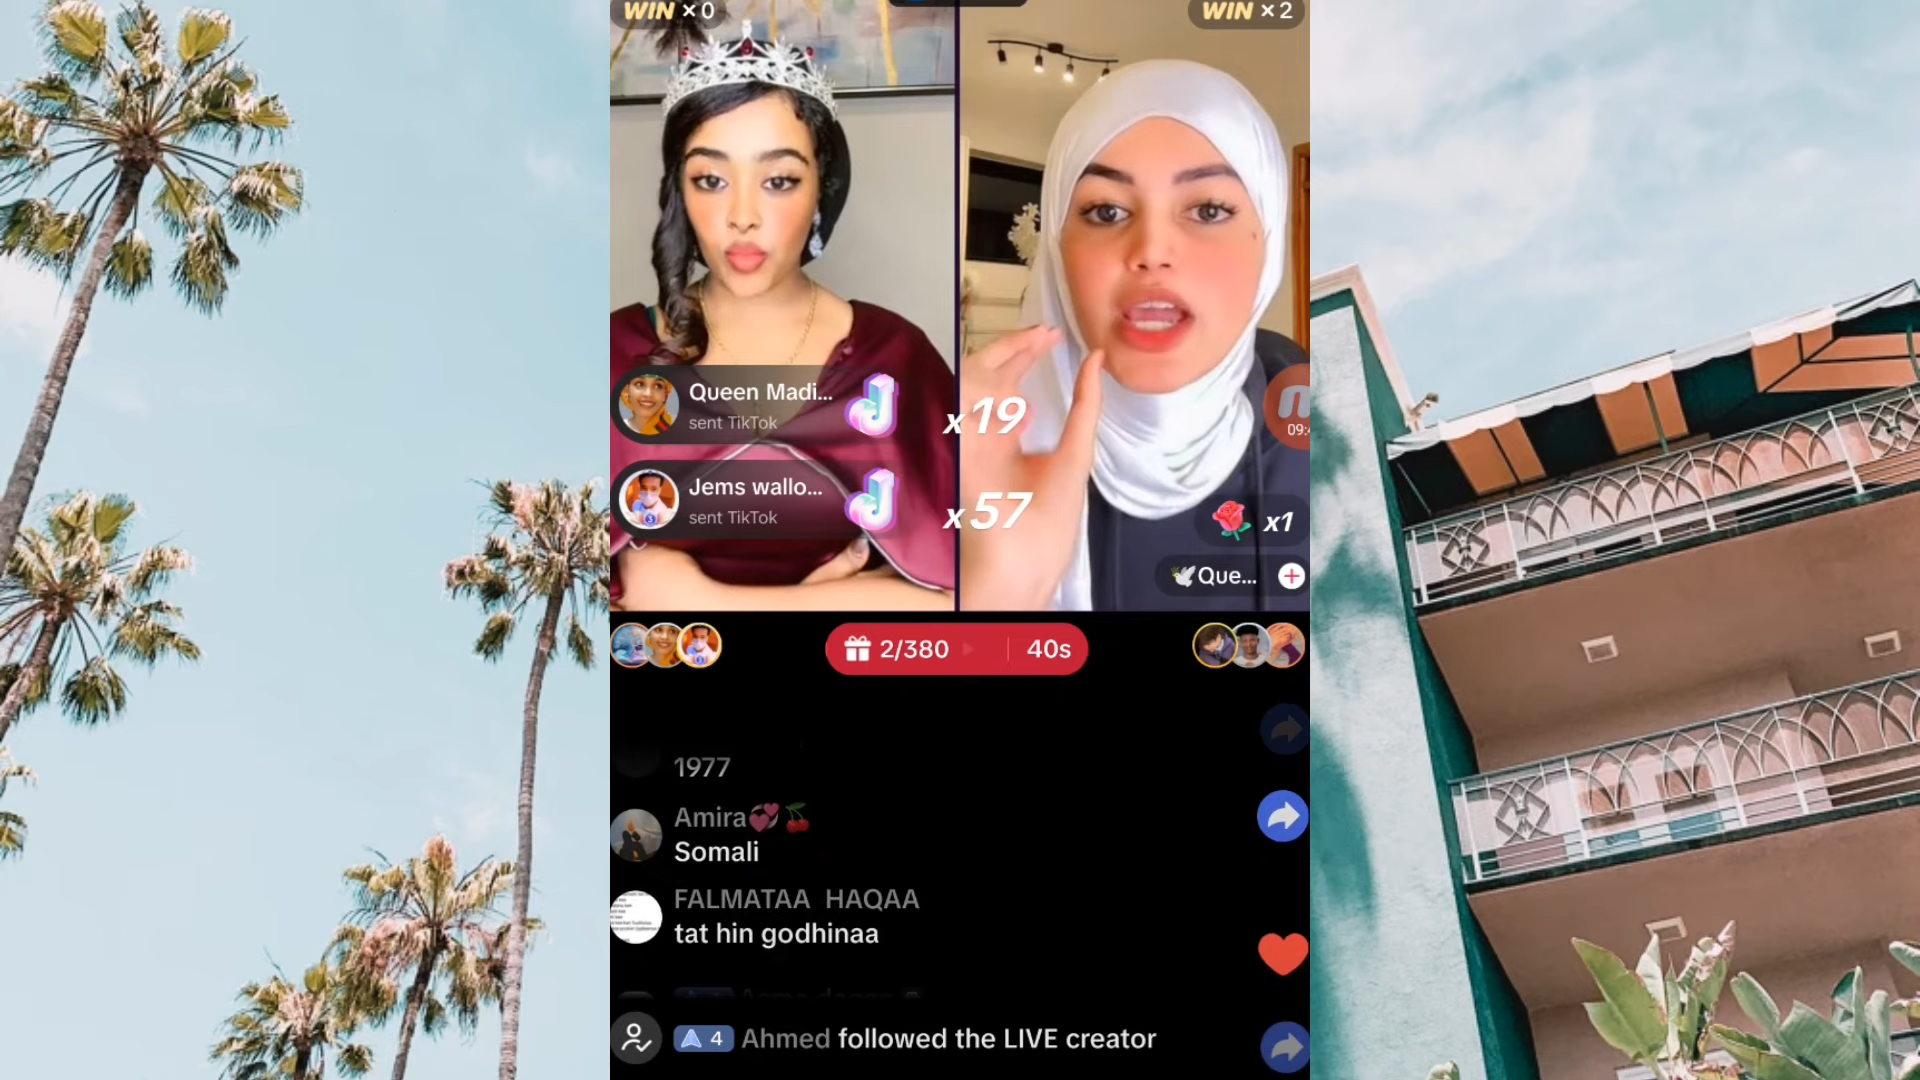 WIN ×0
WIN ×2
Queen Madi...
sent TikTok
x19
09:4
Jems wallo...
sent TikTok
x57
x1
🕊Que...
2/380
40s
1977
Amira💞🍒
Somali
FALMATAA HAQAA
tat hin godhinaa
4 Ahmed followed the LIVE creator